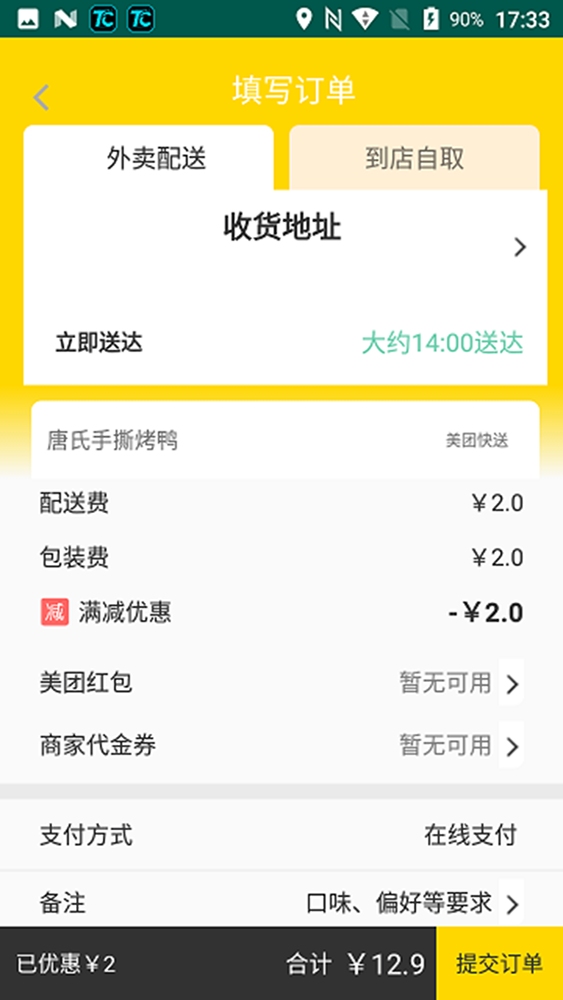 TC TC 90% 17:33
填写订单
外卖配送 到店自取
收货地址
立即送达 大约14:00送达
唐氏手撕烤鸭 美团快送
配送费 ￥2.0
包装费 ￥2.0
减 满减优惠 -￥2.0
美团红包 暂无可用
商家代金券 暂无可用
支付方式 在线支付
备注 口味、偏好等要求
已优惠￥2 合计 ￥12.9 提交订单